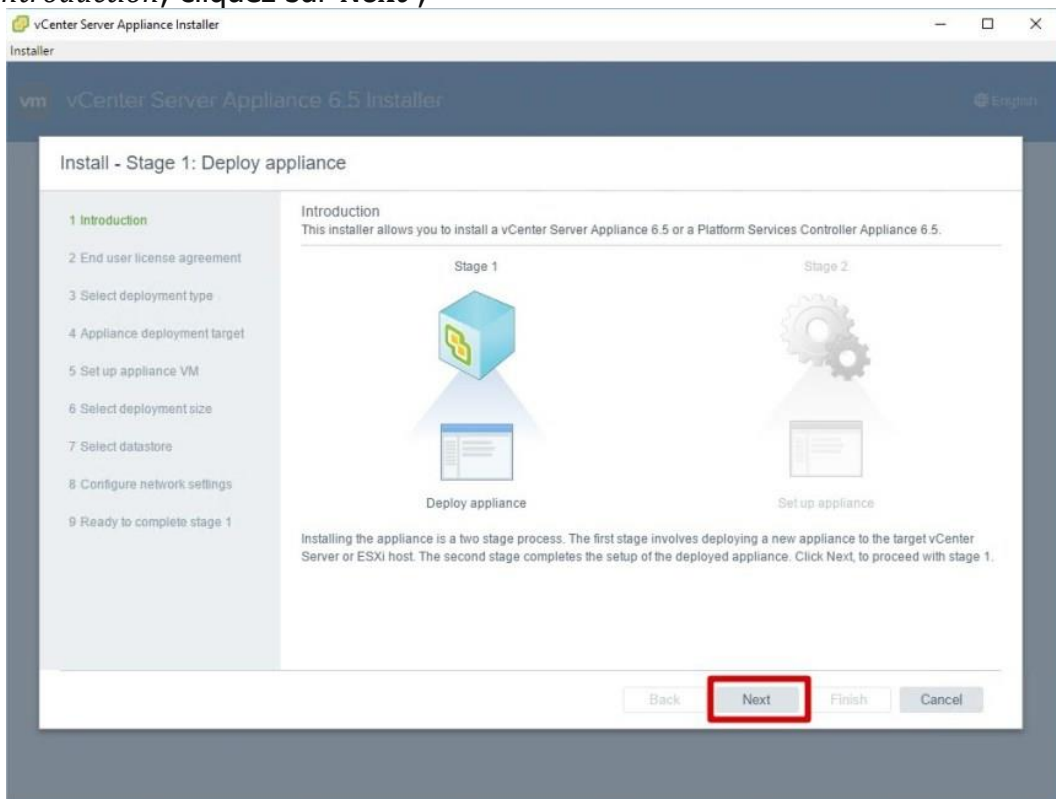 ntroduction, cliquez sur Next ;
vCenter Server Appliance Installer
Installer
vm vCenter Server Appliance 6.5 Installer English
Install - Stage 1: Deploy appliance
1 Introduction
2 End user license agreement
3 Select deployment type
4 Appliance deployment target
5 Set up appliance VM
6 Select deployment size
7 Select datastore
8 Configure network settings
9 Ready to complete stage 1
Introduction
This installer allows you to install a vCenter Server Appliance 6.5 or a Platform Services Controller Appliance 6.5.
Stage 1
Stage 2
Deploy appliance
Set up appliance
Installing the appliance is a two stage process. The first stage involves deploying a new appliance to the target vCenter
Server or ESXi host. The second stage completes the setup of the deployed appliance. Click Next, to proceed with stage 1.
Back Next Finish Cancel